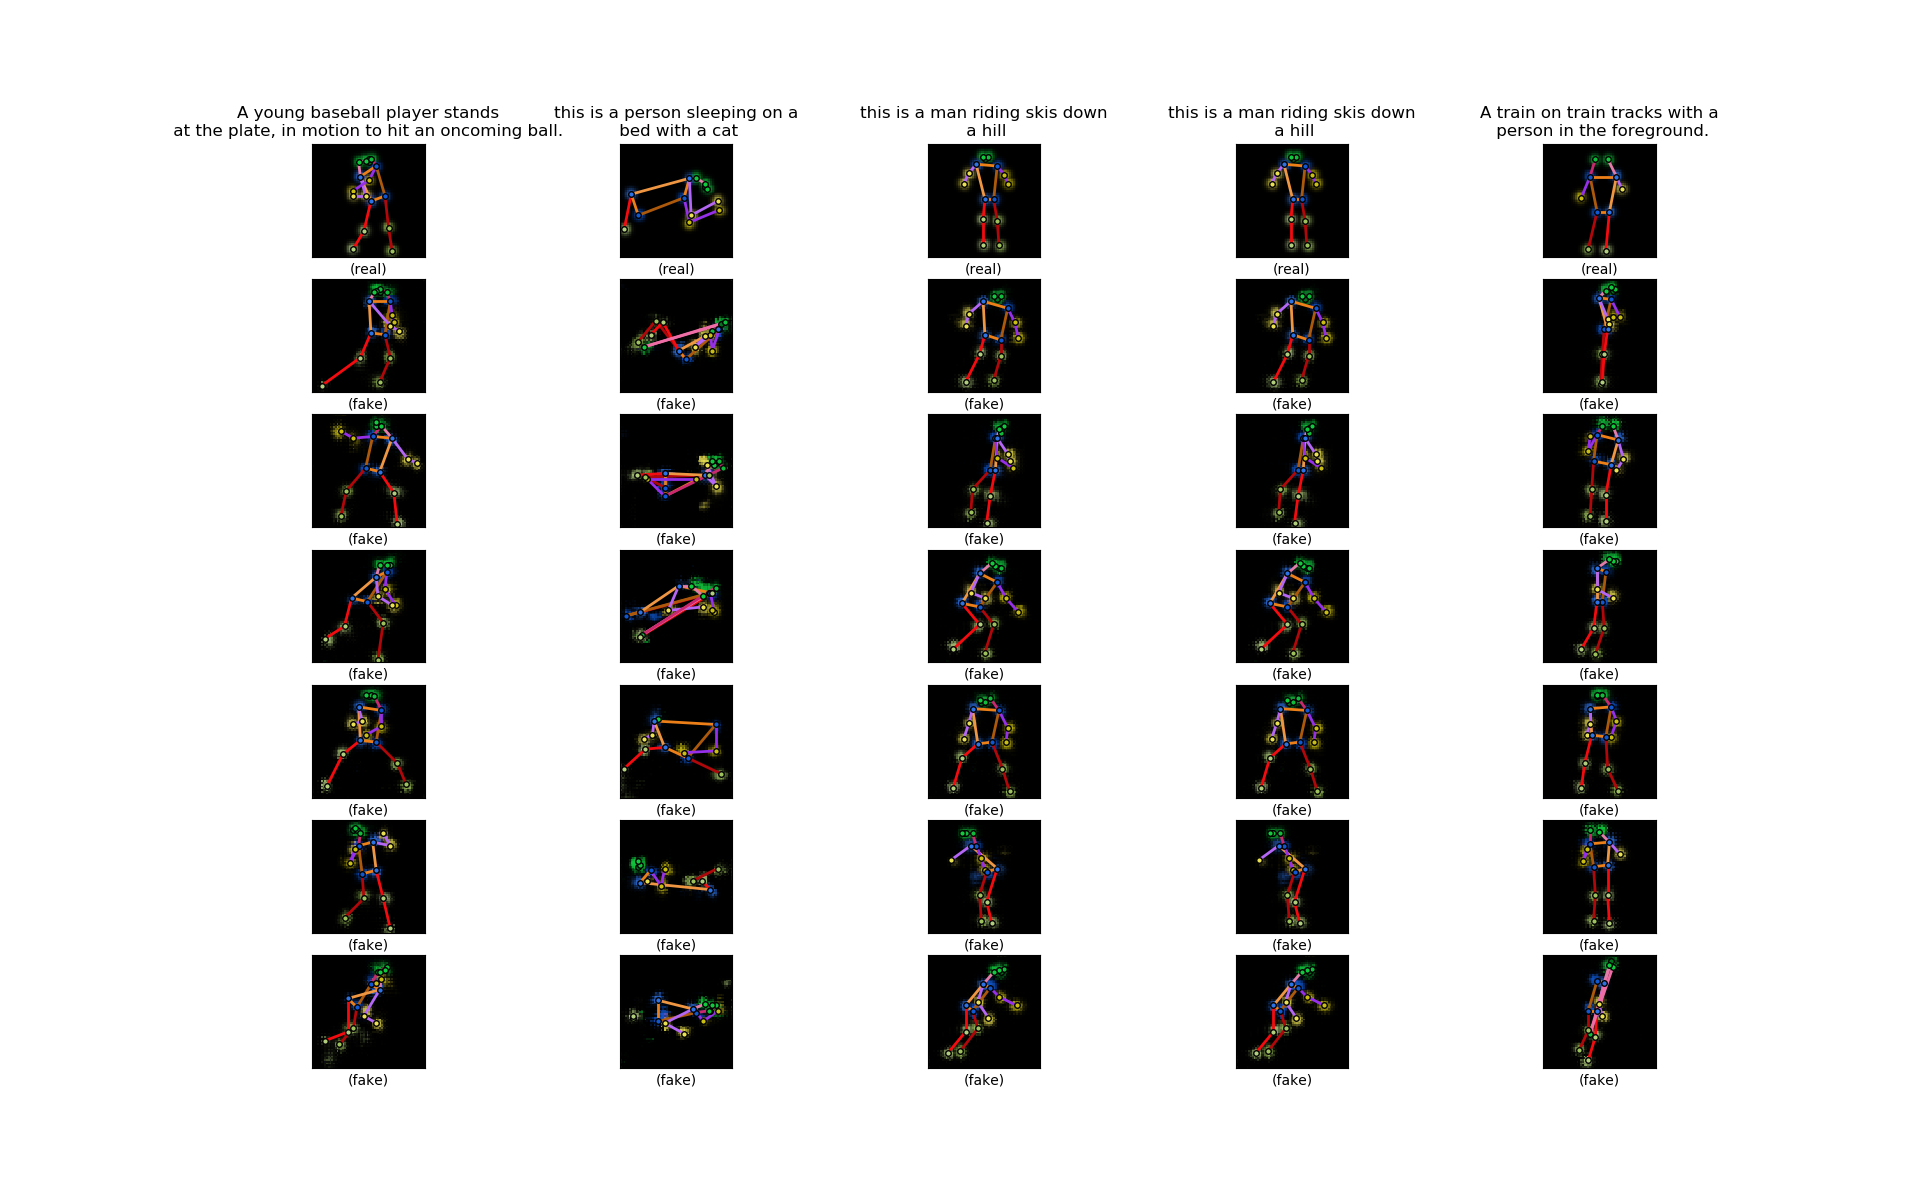 A young baseball player stands
at the plate, in motion to hit an oncoming ball.
this is a person sleeping on a
bed with a cat
this is a man riding skis down
a hill
this is a man riding skis down
a hill
A train on train tracks with a
person in the foreground.
(real) (real) (real) (real) (real)
(fake) (fake) (fake) (fake) (fake)
(fake) (fake) (fake) (fake) (fake)
(fake) (fake) (fake) (fake) (fake)
(fake) (fake) (fake) (fake) (fake)
(fake) (fake) (fake) (fake) (fake)
(fake) (fake) (fake) (fake) (fake)